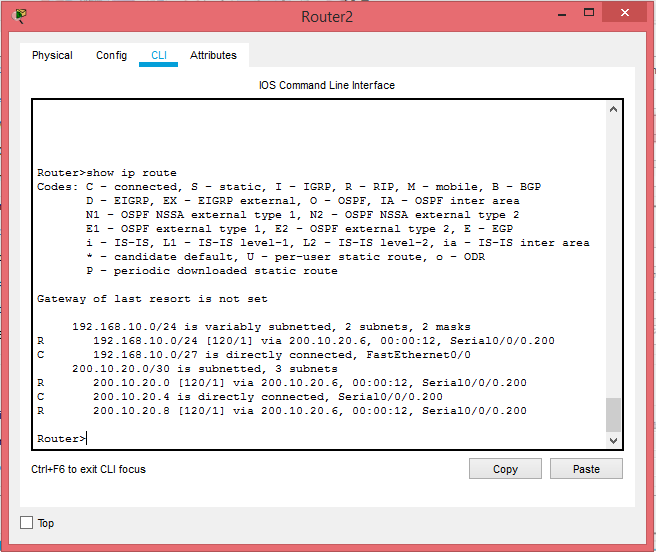 Router2
Physical Config CLI Attributes
IOS Command Line Interface
Router>show ip route
Codes: C - connected, S - static, I - IGRP, R - RIP, M - mobile, B - BGP
D - EIGRP, EX - EIGRP external, O - OSPF, IA - OSPF inter area
N1 - OSPF NSSA external type 1, N2 - OSPF NSSA external type 2
E1 - OSPF external type 1, E2 - OSPF external type 2, E - EGP
i - IS-IS, L1 - IS-IS level-1, L2 - IS-IS level-2, ia - IS-IS inter area
* - candidate default, U - per-user static route, o - ODR
P - periodic downloaded static route
Gateway of last resort is not set
192.168.10.0/24 is variably subnetted, 2 subnets, 2 masks
R 192.168.10.0/24 [120/1] via 200.10.20.6, 00:00:12, Serial0/0/0.200
C 192.168.10.0/27 is directly connected, FastEthernet0/0
200.10.20.0/30 is subnetted, 3 subnets
R 200.10.20.0 [120/1] via 200.10.20.6, 00:00:12, Serial0/0/0.200
C 200.10.20.4 is directly connected, Serial0/0/0.200
R 200.10.20.8 [120/1] via 200.10.20.6, 00:00:12, Serial0/0/0.200
Router>
Ctrl+F6 to exit CLI focus
Copy Paste
Top